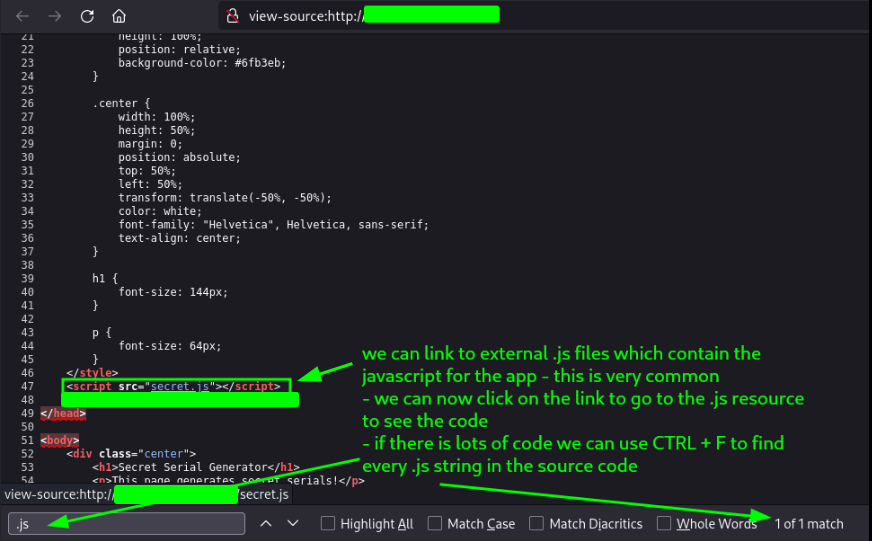 view-source:http://
21 height: 100%;
22 position: relative;
23 background-color: #6fb3eb;
24 }
25
26 .center {
27 width: 100%;
28 height: 50%;
29 margin: 0;
30 position: absolute;
31 top: 50%;
32 left: 50%;
33 transform: translate(-50%, -50%);
34 color: white;
35 font-family: "Helvetica", Helvetica, sans-serif;
36 text-align: center;
37 }
38
39 h1 {
40 font-size: 144px;
41 }
42
43 p {
44 font-size: 64px;
45 }
46 </style>
47 <script src="secret.js"></script>
48
49 </head>
50
51 <body>
52 <div class="center">
53 <h1>Secret Serial Generator</h1>
54 <p>This page generates secret serials!</p>
we can link to external .js files which contain the
javascript for the app - this is very common
- we can now click on the link to go to the .js resource
to see the code
- if there is lots of code we can use CTRL + F to find
every .js string in the source code
view-source:http:// /secret.js
.js Highlight All Match Case Match Diacritics Whole Words 1 of 1 match